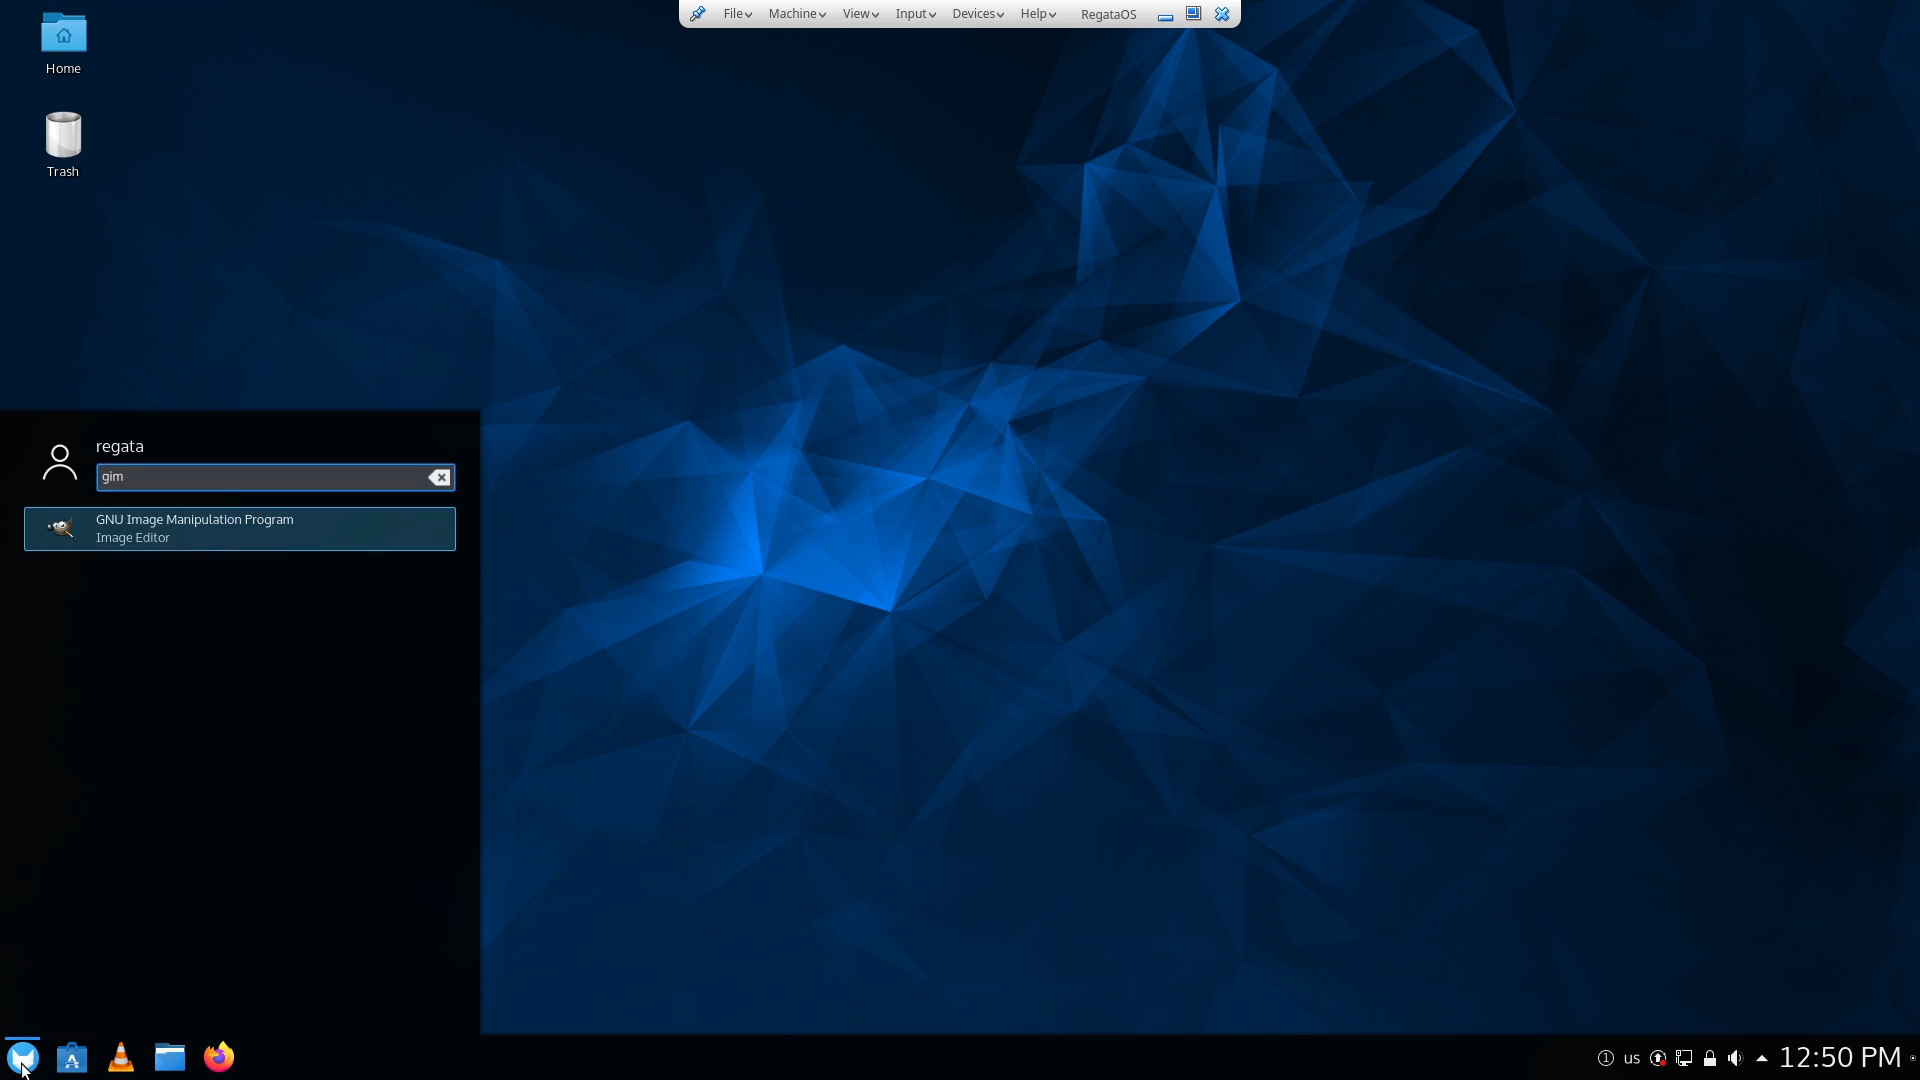 File Machine View Input Devices Help RegataOS
Home
Trash
regata
gim
GNU Image Manipulation Program
Image Editor
1 us 12:50 PM